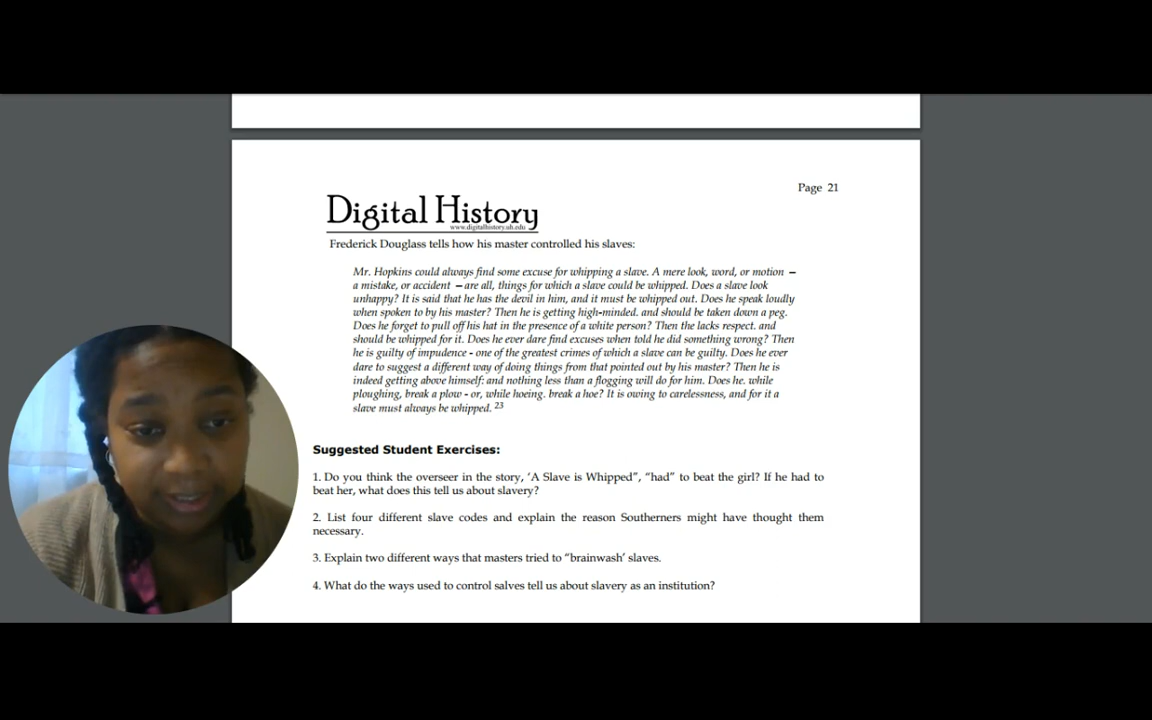 Page 21
Digital History
www.digitalhistory.uh.edu
Frederick Douglass tells how his master controlled his slaves:
Mr. Hopkins could always find some excuse for whipping a slave. A mere look, word, or motion –
a mistake, or accident – are all, things for which a slave could be whipped. Does a slave look
unhappy? It is said that he has the devil in him, and it must be whipped out. Does he speak loudly
when spoken to by his master? Then he is getting high-minded. and should be taken down a peg.
Does he forget to pull off his hat in the presence of a white person? Then the lacks respect. and
should be whipped for it. Does he ever dare find excuses when told he did something wrong? Then
he is guilty of impudence - one of the greatest crimes of which a slave can be guilty. Does he ever
dare to suggest a different way of doing things from that pointed out by his master? Then he is
indeed getting above himself: and nothing less than a flogging will do for him. Does he. while
ploughing, break a plow - or, while hoeing. break a hoe? It is owing to carelessness, and for it a
slave must always be whipped. 23
Suggested Student Exercises:
1. Do you think the overseer in the story, ‘A Slave is Whipped”, “had” to beat the girl? If he had to
beat her, what does this tell us about slavery?
2. List four different slave codes and explain the reason Southerners might have thought them
necessary.
3. Explain two different ways that masters tried to “brainwash’ slaves.
4. What do the ways used to control salves tell us about slavery as an institution?